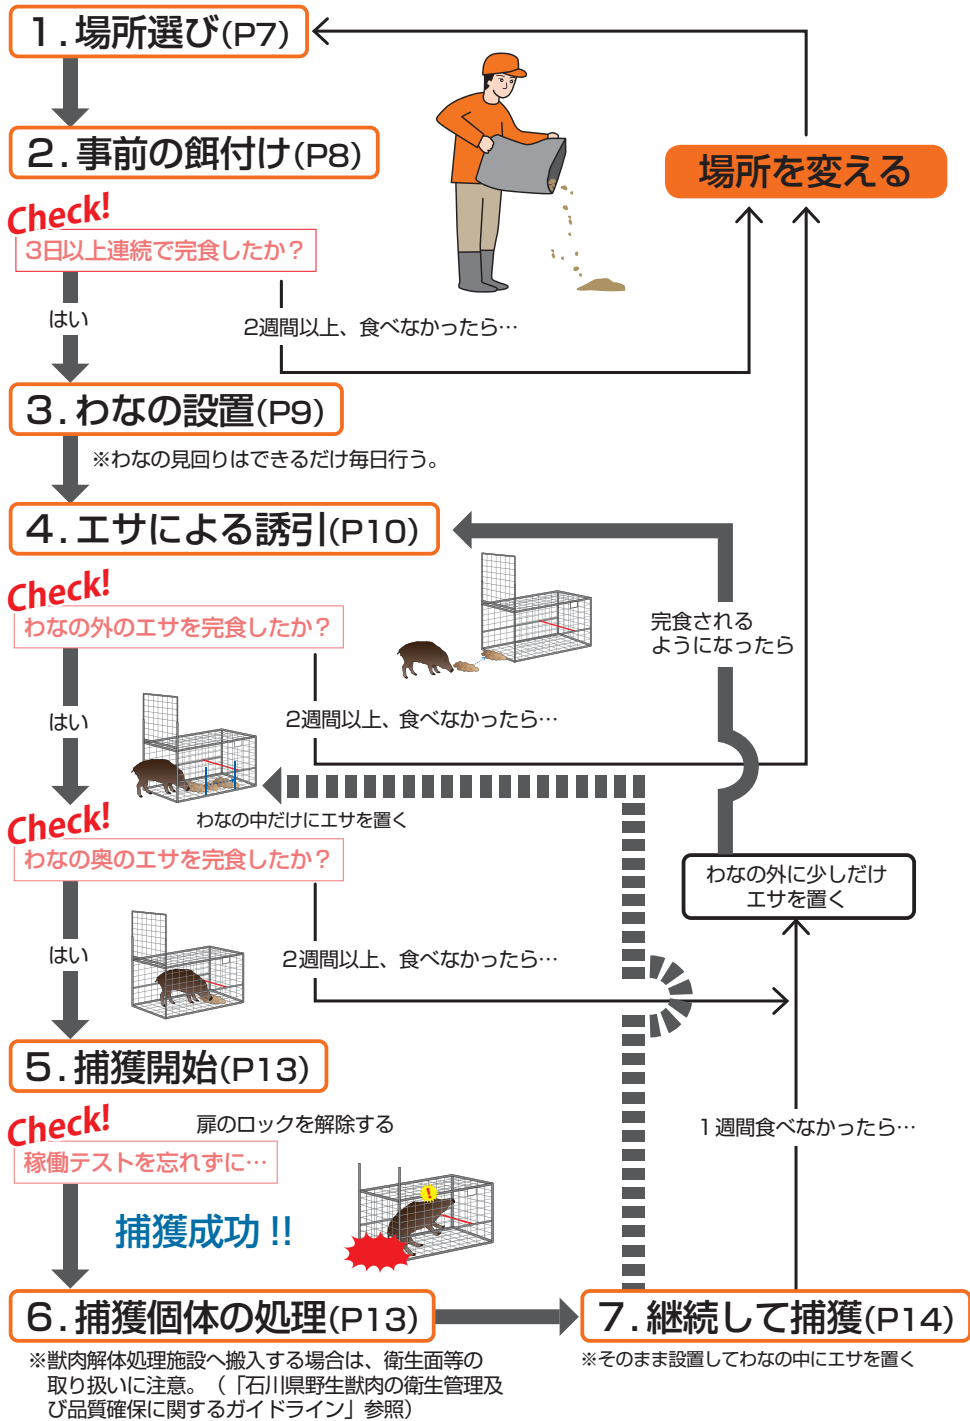 1.場所選び(P7)
2.事前の餌付け(P8)
場所を変える
Check!
3日以上連続で完食したか？
はい
2週間以上、食べなかったら…
3.わなの設置(P9)
※わなの見回りはできるだけ毎日行う。
4.エサによる誘引(P10)
Check!
わなの外のエサを完食したか？
完食される
ようになったら
はい
2週間以上、食べなかったら…
わなの中だけにエサを置く
Check!
わなの奥のエサを完食したか？
わなの外に少しだけ
エサを置く
はい
2週間以上、食べなかったら…
5.捕獲開始(P13)
Check!
扉のロックを解除する
稼働テストを忘れずに…
1週間食べなかったら…
捕獲成功!!
!
6.捕獲個体の処理(P13)
7.継続して捕獲(P14)
※獣肉解体処理施設へ搬入する場合は、衛生面等の
取り扱いに注意。（「石川県野生獣肉の衛生管理及
び品質確保に関するガイドライン」参照）
※そのまま設置してわなの中にエサを置く